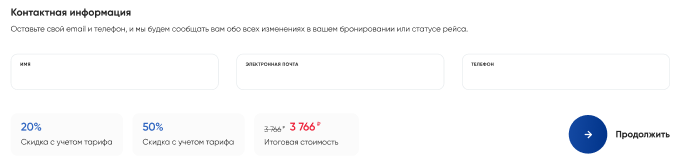 Контактная информация
Оставьте свой email и телефон, и мы будем сообщать вам обо всех изменениях в вашем бронировании или статусе рейса.
ИМЯ ЭЛЕКТРОННАЯ ПОЧТА ТЕЛЕФОН
20% 50% 3 766 ₽ 3 766 ₽
Скидка с учетом тарифа Скидка с учетом тарифа Итоговая стоимость Продолжить